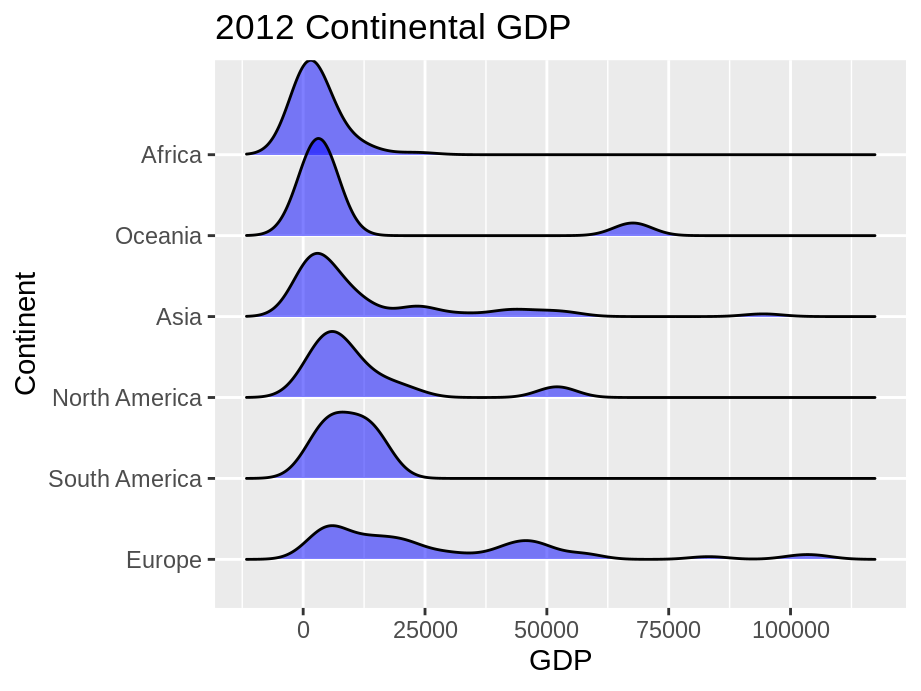 2012 Continental GDP
Continent
Africa
Oceania
Asia
North America
South America
Europe
0 25000 50000 75000 100000
GDP